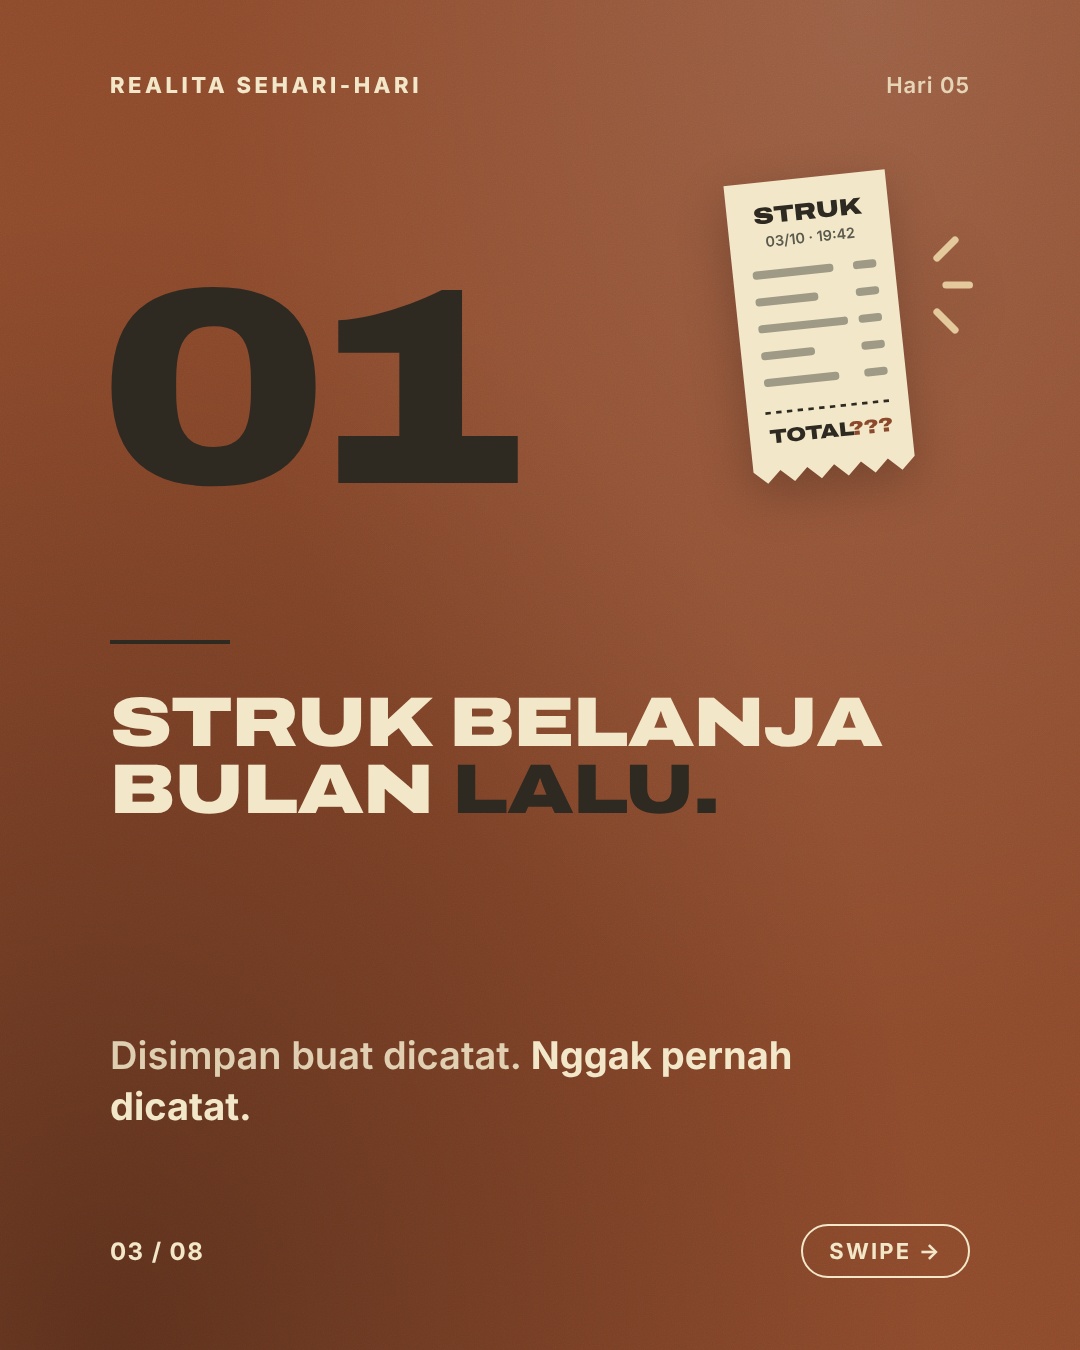 REALITA SEHARI-HARI
Hari 05
STRUK
03/10 · 19:42
TOTAL???
01
STRUK BELANJA
BULAN LALU.
Disimpan buat dicatat. Nggak pernah
dicatat.
03 / 08
SWIPE →